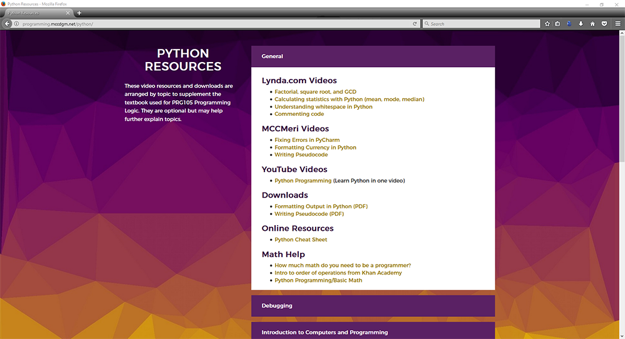 Python Resources - Mozilla Firefox
programming.mccdgm.net/python/
Search
PYTHON
RESOURCES
These video resources and downloads are
arranged by topic to supplement the
textbook used for PRG105 Programming
Logic. They are optional but may help
further explain topics.
General
Lynda.com Videos
Factorial, square root, and GCD
Calculating statistics with Python (mean, mode, median)
Understanding whitespace in Python
Commenting code
MCCMeri Videos
Fixing Errors in PyCharm
Formatting Currency in Python
Writing Pseudocode
YouTube Videos
Python Programming (Learn Python in one video)
Downloads
Formatting Output in Python (PDF)
Writing Pseudocode (PDF)
Online Resources
Python Cheat Sheet
Math Help
How much math do you need to be a programmer?
Intro to order of operations from Khan Academy
Python Programming/Basic Math
Debugging
Introduction to Computers and Programming